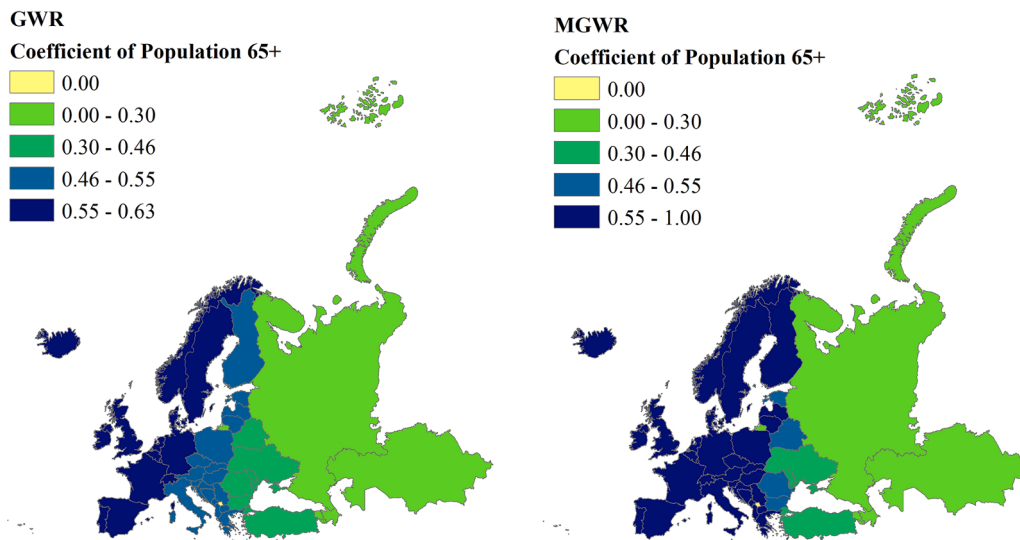 GWR
Coefficient of Population 65+
0.00
0.00 - 0.30
0.30 - 0.46
0.46 - 0.55
0.55 - 0.63
MGWR
Coefficient of Population 65+
0.00
0.00 - 0.30
0.30 - 0.46
0.46 - 0.55
0.55 - 1.00